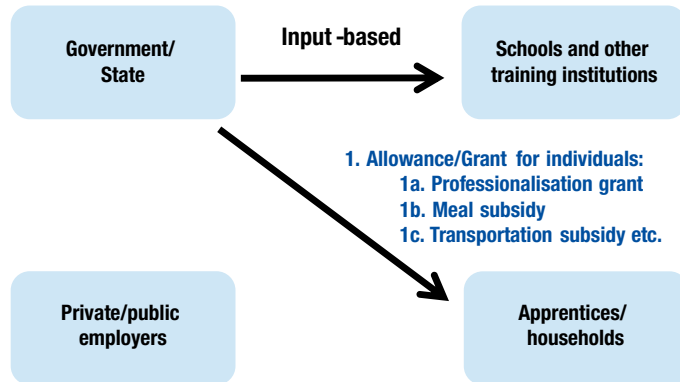 Government/
State
Input -based
Schools and other
training institutions
1. Allowance/Grant for individuals:
1a. Professionalisation grant
1b. Meal subsidy
1c. Transportation subsidy etc.
Private/public
employers
Apprentices/
households